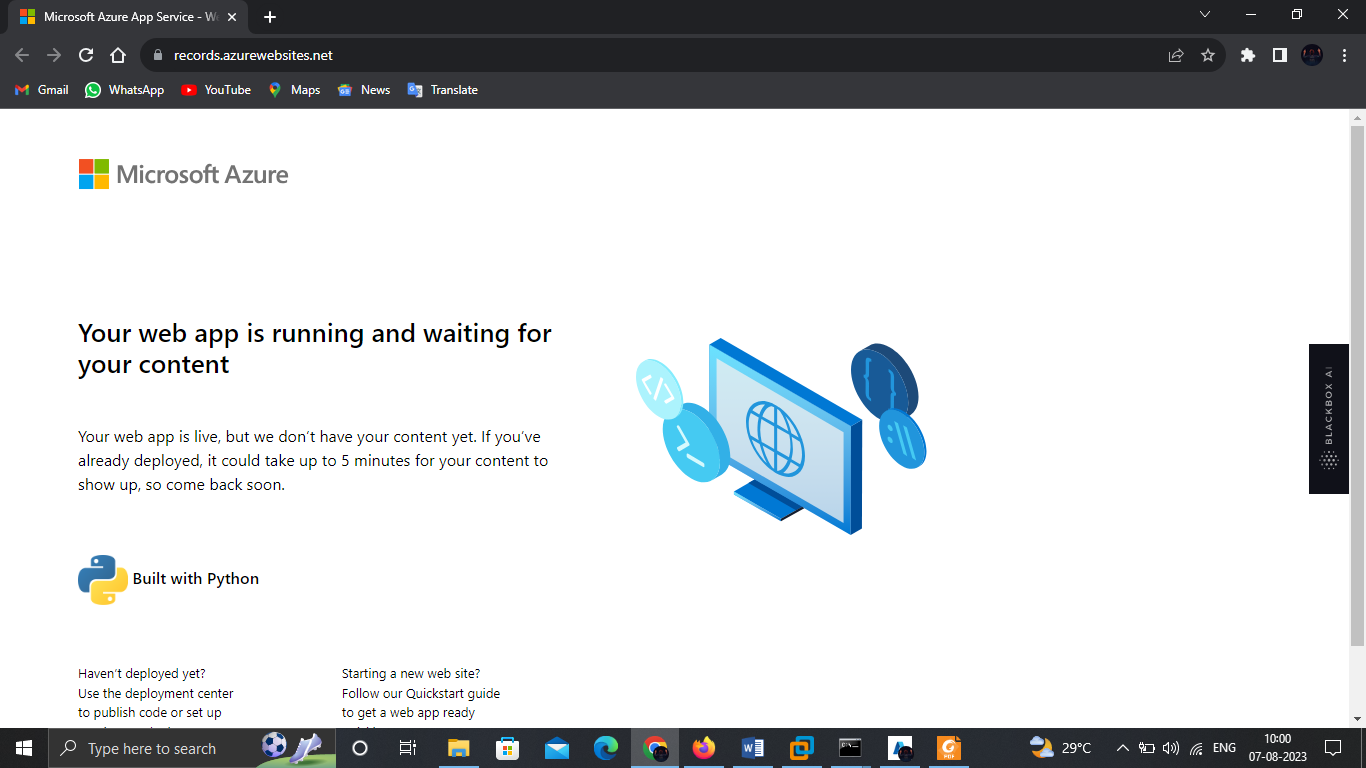 Microsoft Azure App Service - We
records.azurewebsites.net
Gmail WhatsApp YouTube Maps News Translate
Microsoft Azure
Your web app is running and waiting for
your content
Your web app is live, but we don't have your content yet. If you've
already deployed, it could take up to 5 minutes for your content to
show up, so come back soon.
BLACKBOX AI
Built with Python
Haven't deployed yet?
Use the deployment center
to publish code or set up
Starting a new web site?
Follow our Quickstart guide
to get a web app ready
Type here to search
29°C
ENG
10:00
07-08-2023